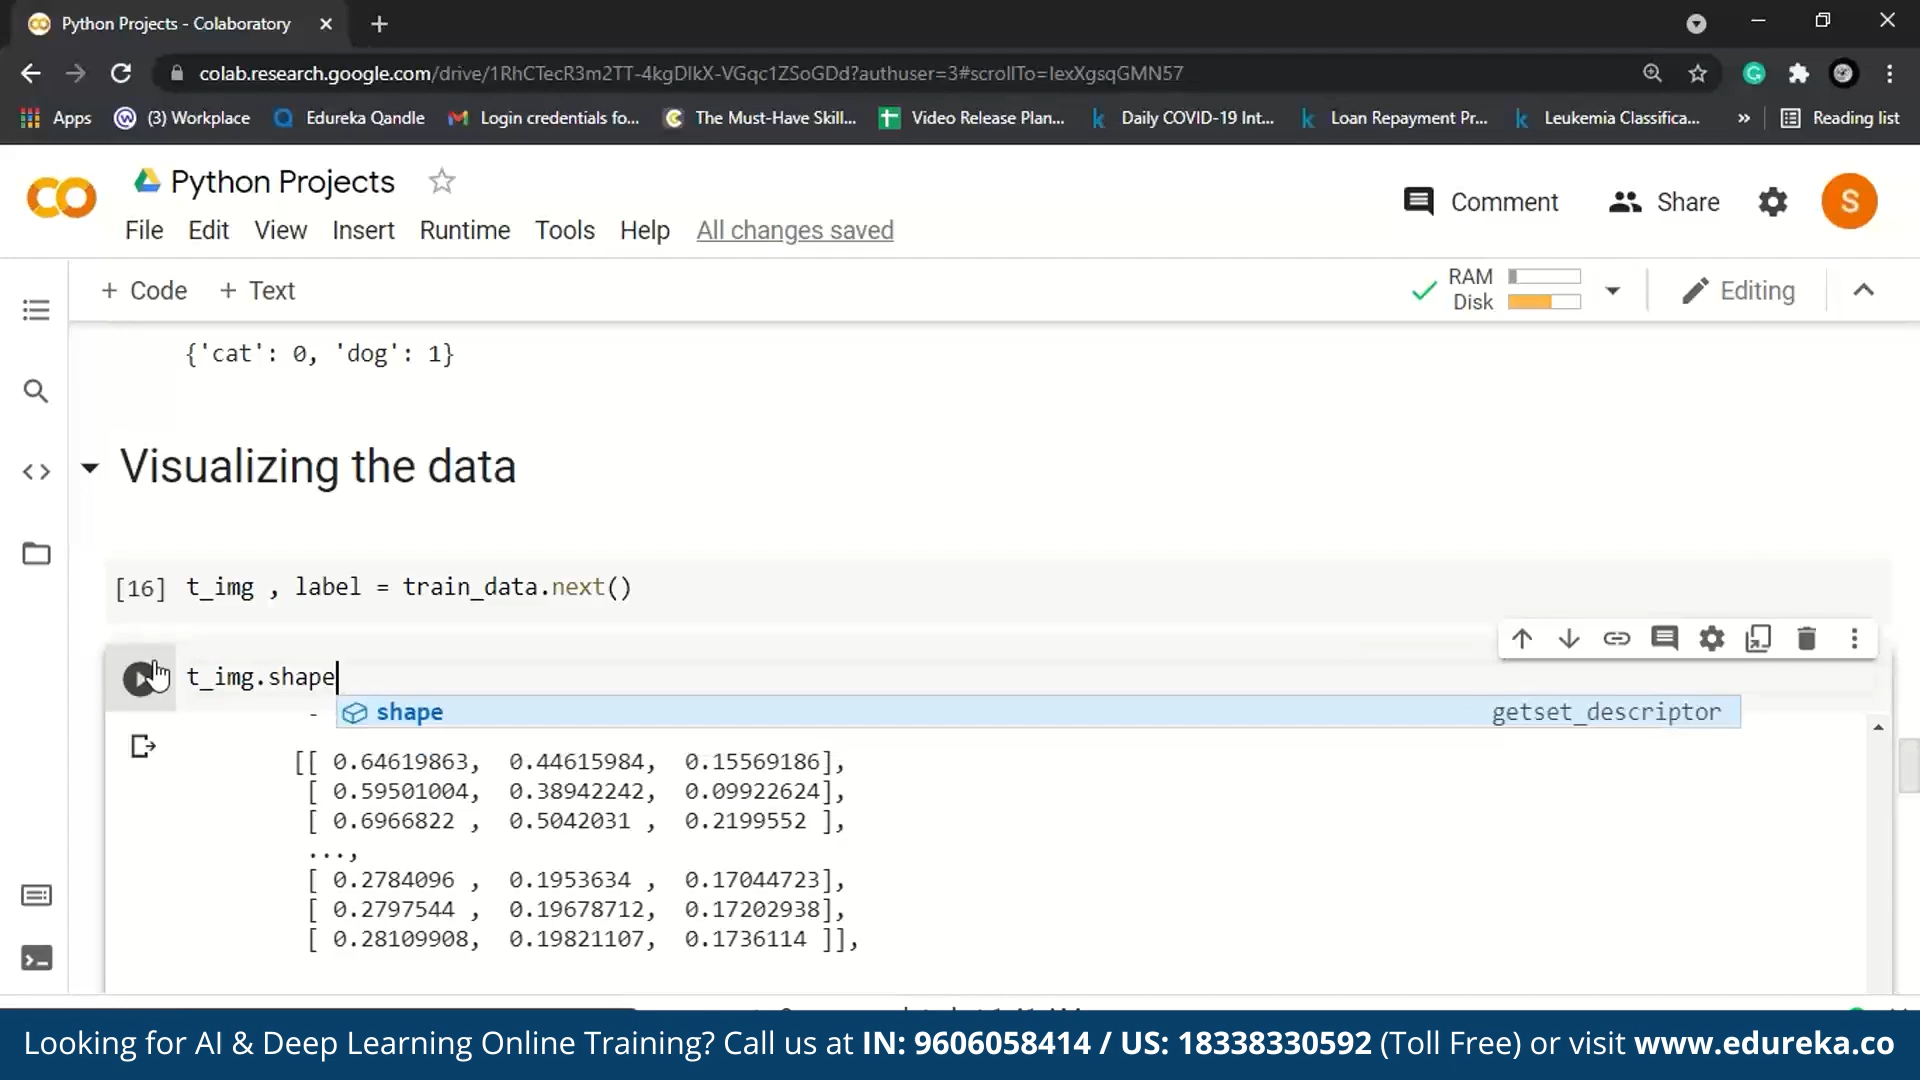 Python Projects - Colaboratory
colab.research.google.com/drive/1RhCTecR3m2TT-4kgDlkX-VGqc1ZSoGDd?authuser=3#scrollTo=IexXgsqGMN57
Apps (3) Workplace Edureka Qandle Login credentials fo... The Must-Have Skill... Video Release Plan... Daily COVID-19 Int... Loan Repayment Pr... Leukemia Classifica... » Reading list
Python Projects
Comment Share S
File Edit View Insert Runtime Tools Help All changes saved
+ Code + Text
RAM
Disk
Editing
{'cat': 0, 'dog': 1}
Visualizing the data
[16] t_img , label = train_data.next()
t_img.shape
shape getset_descriptor
[[ 0.64619863, 0.44615984, 0.15569186],
[ 0.59501004, 0.38942242, 0.09922624],
[ 0.6966822 , 0.5042031 , 0.2199552 ],
...,
[ 0.2784096 , 0.1953634 , 0.17044723],
[ 0.2797544 , 0.19678712, 0.17202938],
[ 0.28109908, 0.19821107, 0.1736114 ]],
Looking for AI & Deep Learning Online Training? Call us at IN: 9606058414 / US: 18338330592 (Toll Free) or visit www.edureka.co